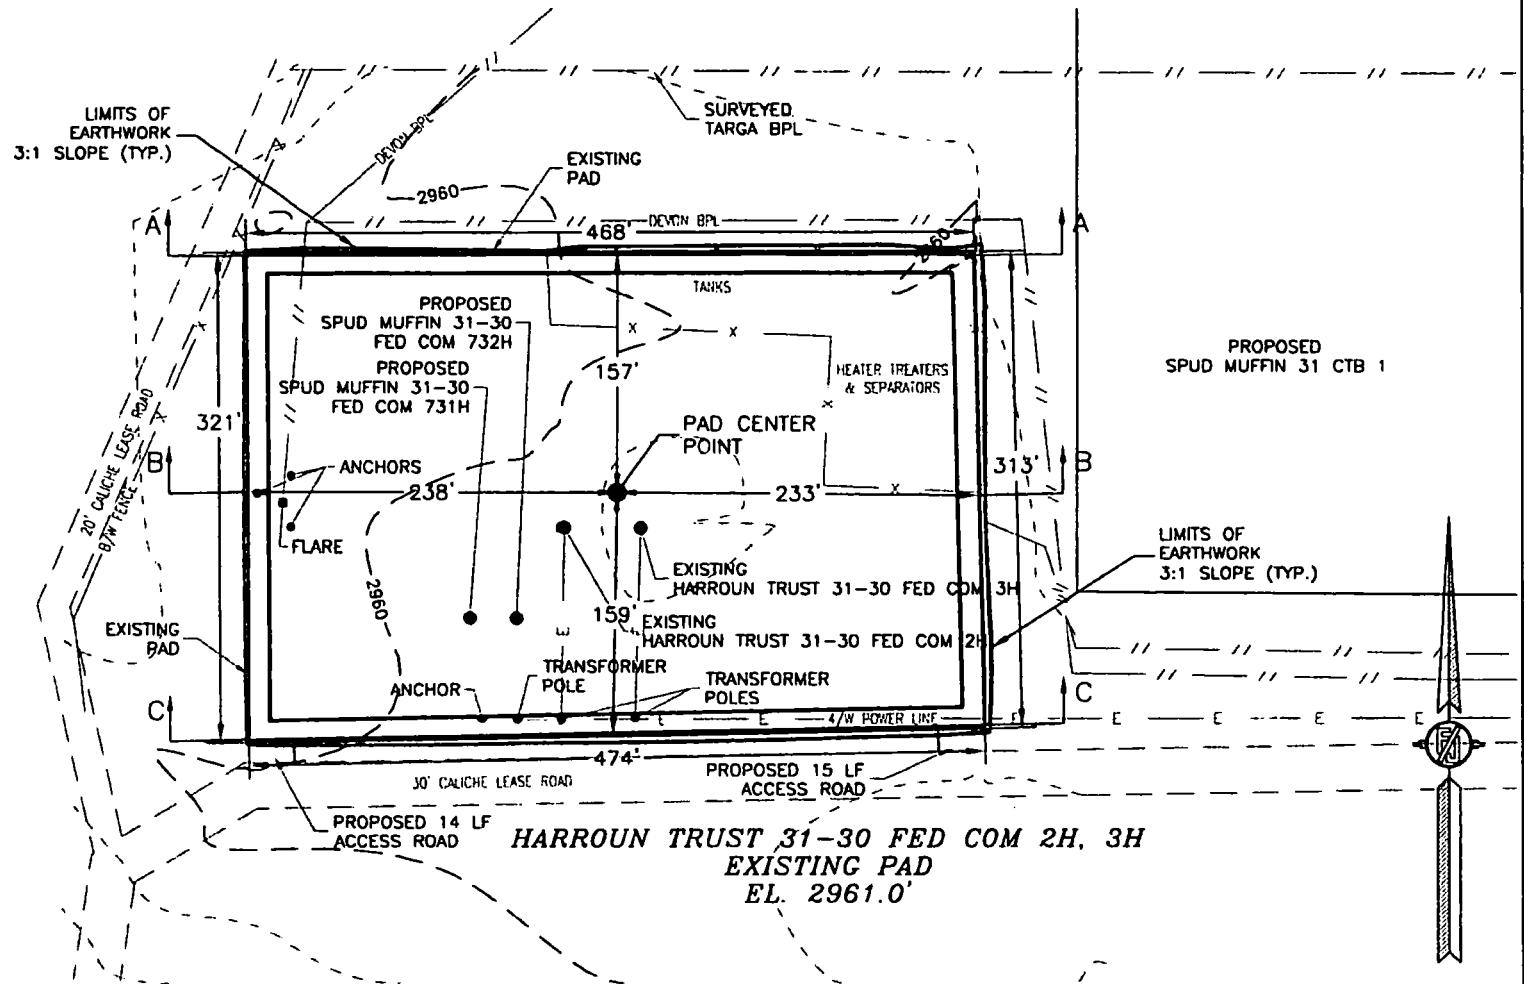 LIMITS OF
EARTHWORK
3:1 SLOPE (TYP.)
DEVON BPL
SURVEYED
TARGA BPL
EXISTING
PAD
2960
A
DEVON BPL
468'
2960
A
TANKS
PROPOSED
SPUD MUFFIN 31-30
FED COM 732H
PROPOSED
SPUD MUFFIN 31-30
FED COM 731H
157'
HEATER TREATERS
& SEPARATORS
PROPOSED
SPUD MUFFIN 31 CTB 1
321'
20' CALICHE LEASE ROAD
B/W FENCE
PAD CENTER
POINT
B
ANCHORS
238'
233'
313'
B
FLARE
LIMITS OF
EARTHWORK
3:1 SLOPE (TYP.)
2960
EXISTING
HARROUN TRUST 31-30 FED COM 3H
159'
EXISTING
HARROUN TRUST 31-30 FED COM 2H
EXISTING
PAD
TRANSFORMER
POLE
ANCHOR
TRANSFORMER
POLES
C
C
E E 4/W POWER LINE E E E E E
474'
30' CALICHE LEASE ROAD
PROPOSED 15 LF
ACCESS ROAD
PROPOSED 14 LF
ACCESS ROAD
HARROUN TRUST 31-30 FED COM 2H, 3H
EXISTING PAD
EL. 2961.0'